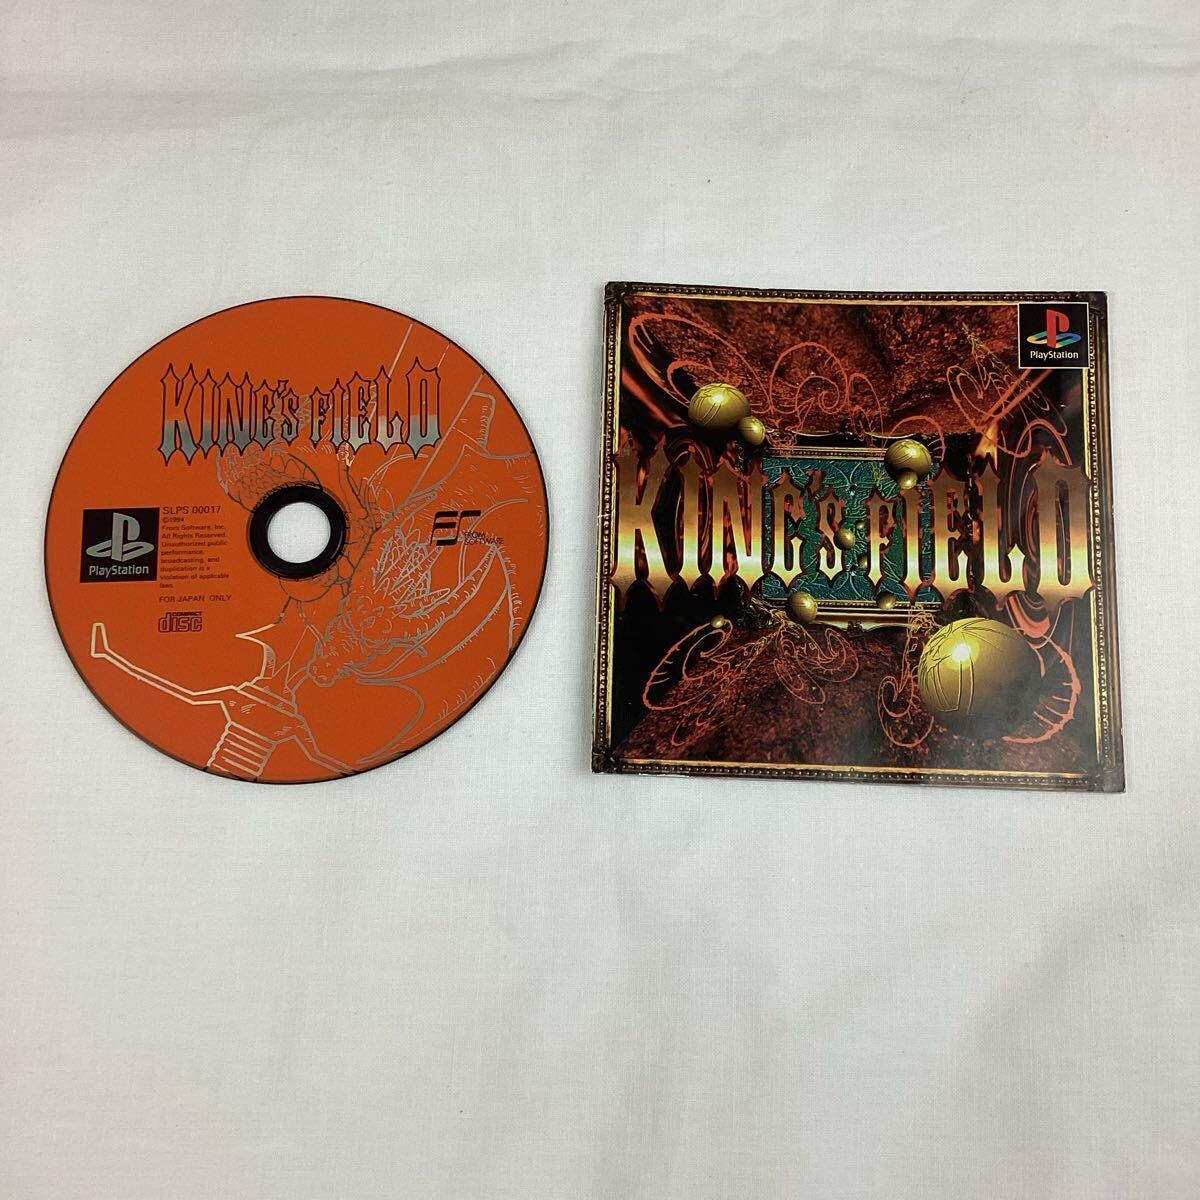 KING'S FIELD
SLPS 00017
©1994
From Software, Inc.
All Rights Reserved.
Unauthorized public
performance,
broadcasting, and
duplication is a
violation of applicable
laws.
FOR JAPAN ONLY
COMPACT
disc
PlayStation
FROM
SOFTWARE
PlayStation
KING'S FIELD